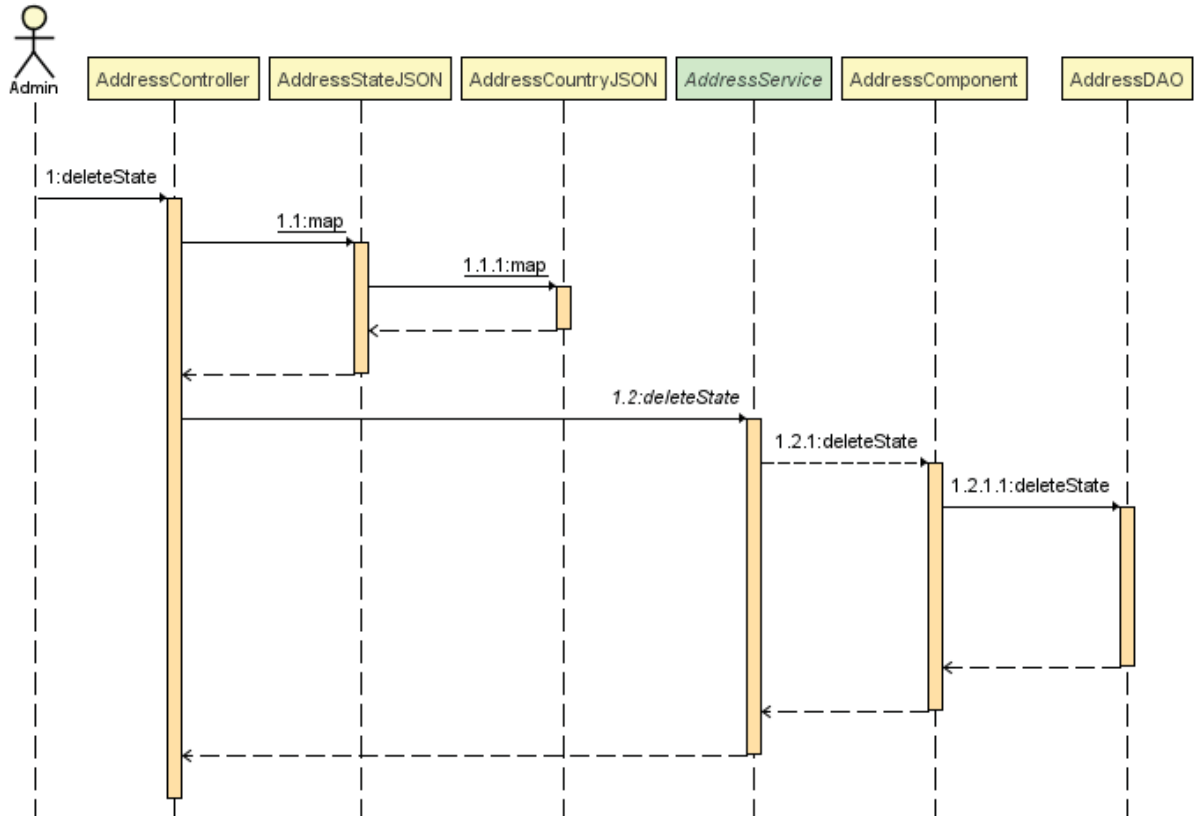 Admin
AddressController
AddressStateJSON
AddressCountryJSON
AddressService
AddressComponent
AddressDAO
1:deleteState
1.1:map
1.1.1:map
1.2:deleteState
1.2.1:deleteState
1.2.1.1:deleteState